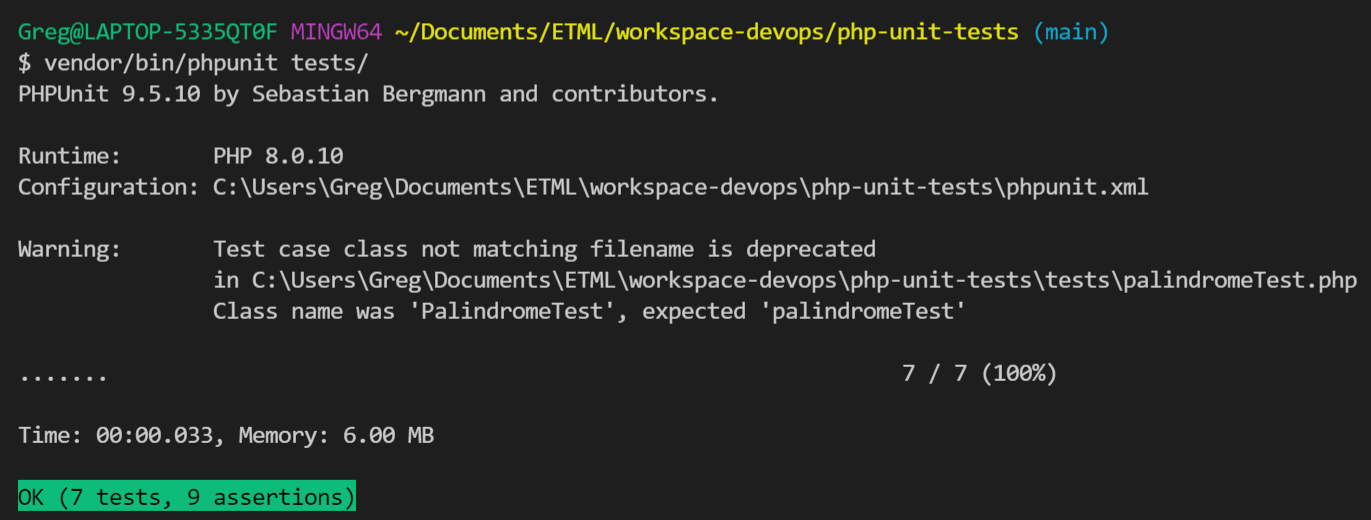 Greg@LAPTOP-5335QT0F MINGW64 ~/Documents/ETML/workspace-devops/php-unit-tests (main)
$ vendor/bin/phpunit tests/
PHPUnit 9.5.10 by Sebastian Bergmann and contributors.
Runtime:       PHP 8.0.10
Configuration: C:\Users\Greg\Documents\ETML\workspace-devops\php-unit-tests\phpunit.xml
Warning:       Test case class not matching filename is deprecated
               in C:\Users\Greg\Documents\ETML\workspace-devops\php-unit-tests\tests\palindromeTest.php
               Class name was 'PalindromeTest', expected 'palindromeTest'
.......                                                             7 / 7 (100%)
Time: 00:00.033, Memory: 6.00 MB
OK (7 tests, 9 assertions)